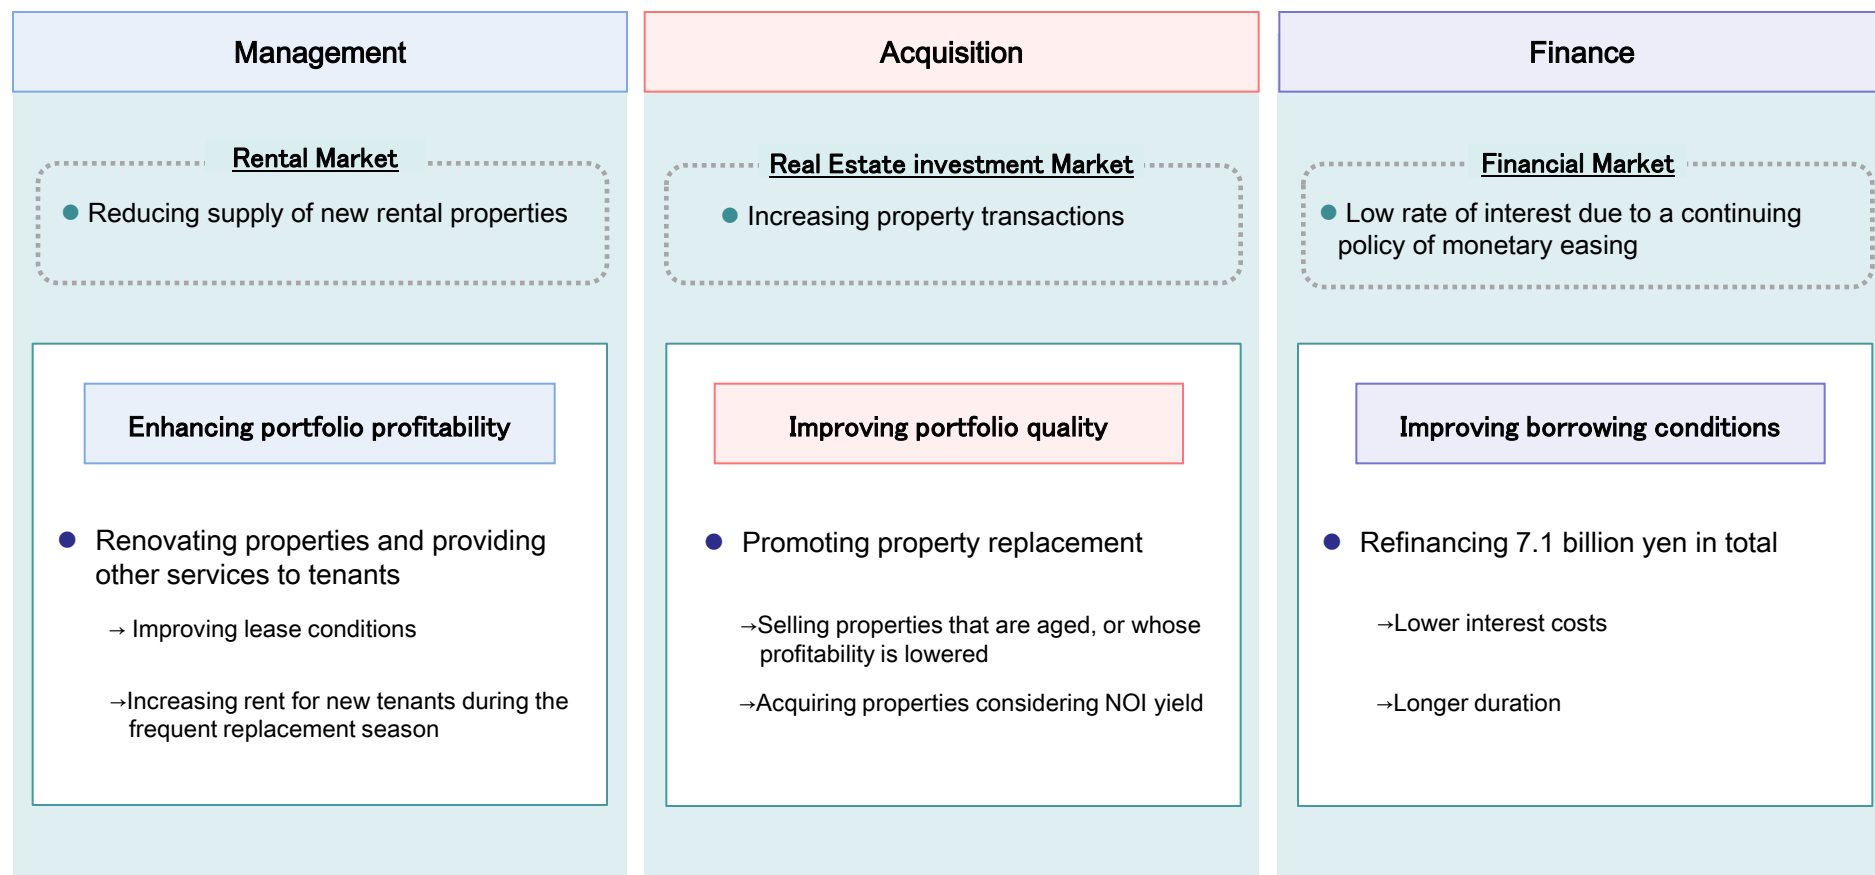 Management
Rental Market
● Reducing supply of new rental properties
Enhancing portfolio profitability
● Renovating properties and providing
other services to tenants
→ Improving lease conditions
→Increasing rent for new tenants during the
frequent replacement season
Acquisition
Real Estate investment Market
● Increasing property transactions
Improving portfolio quality
● Promoting property replacement
→Selling properties that are aged, or whose
profitability is lowered
→Acquiring properties considering NOI yield
Finance
Financial Market
● Low rate of interest due to a continuing
policy of monetary easing
Improving borrowing conditions
● Refinancing 7.1 billion yen in total
→Lower interest costs
→Longer duration